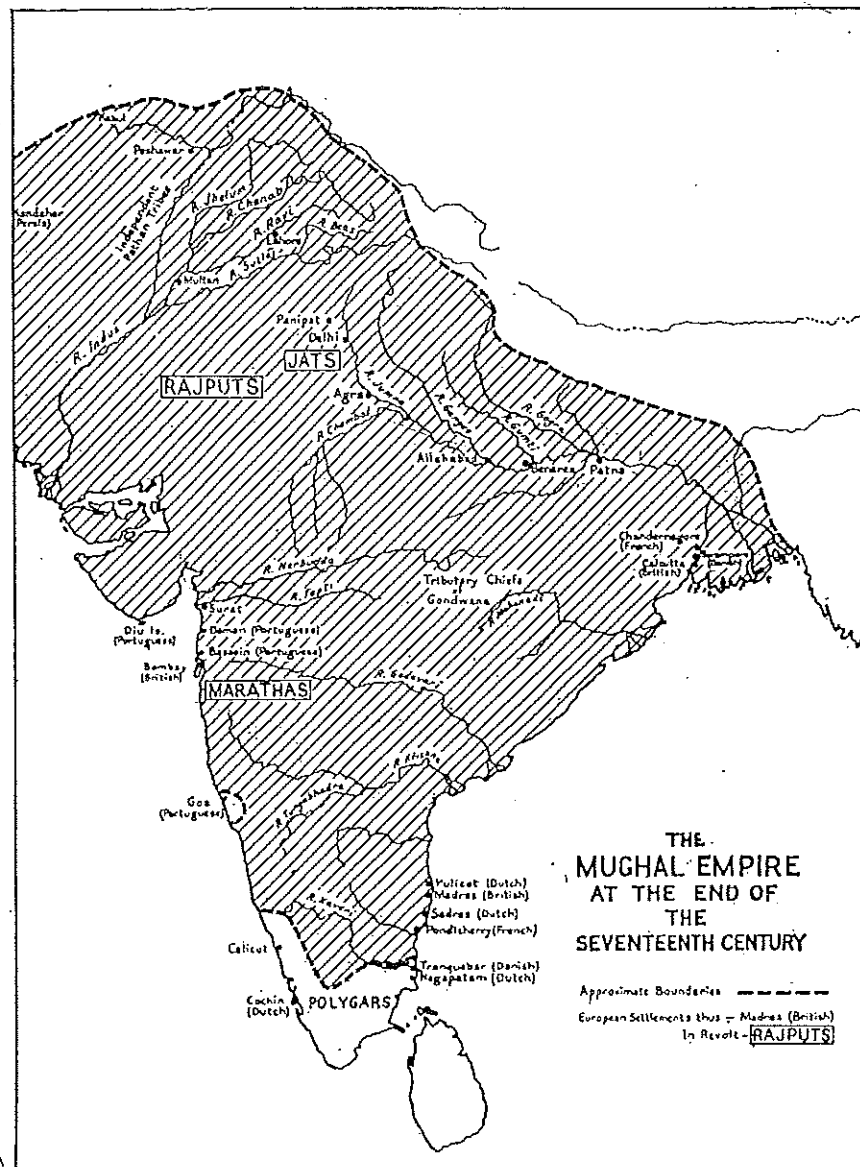 Kabul
Peshawar
Kandahar
(Persia)
Independent
Pathan Tribes
R. Jhelum
R. Chenab
R. Ravi
Lahore
R. Beas
R. Sutlej
Multan
R. Indus
Panipat
Delhi
JATS
RAJPUTS
Agra
R. Jumna
R. Ganges
R. Gumti
R. Gogra
R. Chambal
Allahabad
Benares
Patna
Chandernagore
(French)
Calcutta
(British)
R. Nerbudda
Tributary Chiefs
of
Gondwana
R. Tapti
R. Mahanadi
Surat
Diu Is.
(Portuguese)
Daman (Portuguese)
Bassein (Portuguese)
Bombay
(British)
MARATHAS
R. Godavari
R. Krishna
R. Tungabhadra
Goa
(Portuguese)
THE
MUGHAL EMPIRE
AT THE END OF
THE
SEVENTEENTH CENTURY
Pulicat (Dutch)
Madras (British)
Sadras (Dutch)
Pondicherry (French)
R. Kaveri
Calicut
Tranquebar (Danish)
Negapatam (Dutch)
Cochin
(Dutch)
POLYGARS
Approximate Boundaries
European Settlements thus - Madras (British)
In Revolt - RAJPUTS